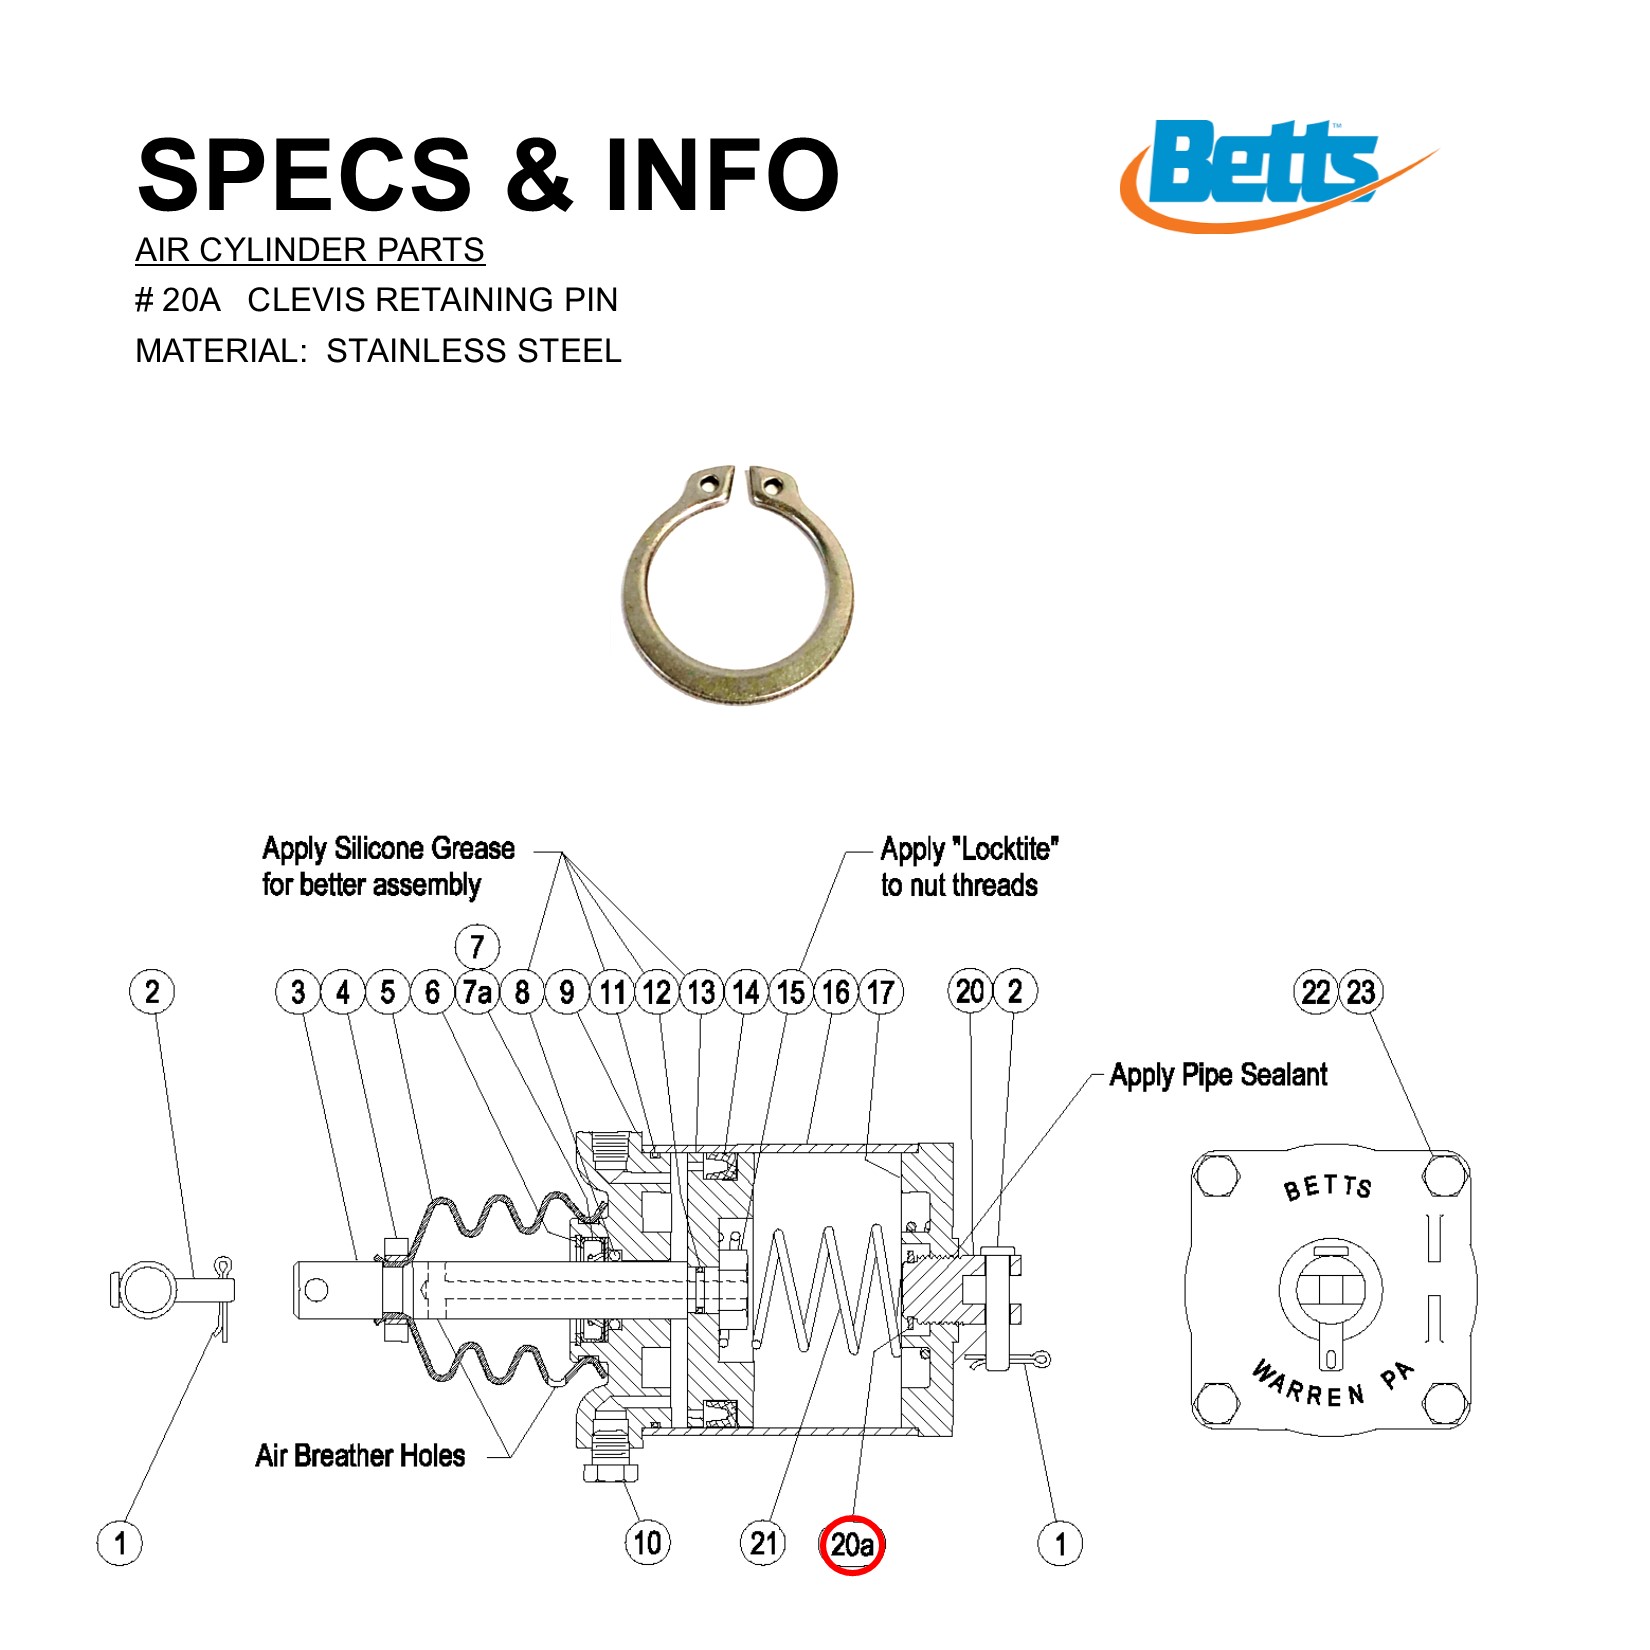 SPECS & INFO
Betts™
AIR CYLINDER PARTS
# 20A CLEVIS RETAINING PIN
MATERIAL: STAINLESS STEEL
Apply Silicone Grease
for better assembly
Apply "Locktite"
to nut threads
7
2
3 4 5 6 7a 8 9 11 12 13 14 15 16 17 20 2
22 23
Apply Pipe Sealant
BETTS
WARREN PA
Air Breather Holes
1
10
21
20a
1